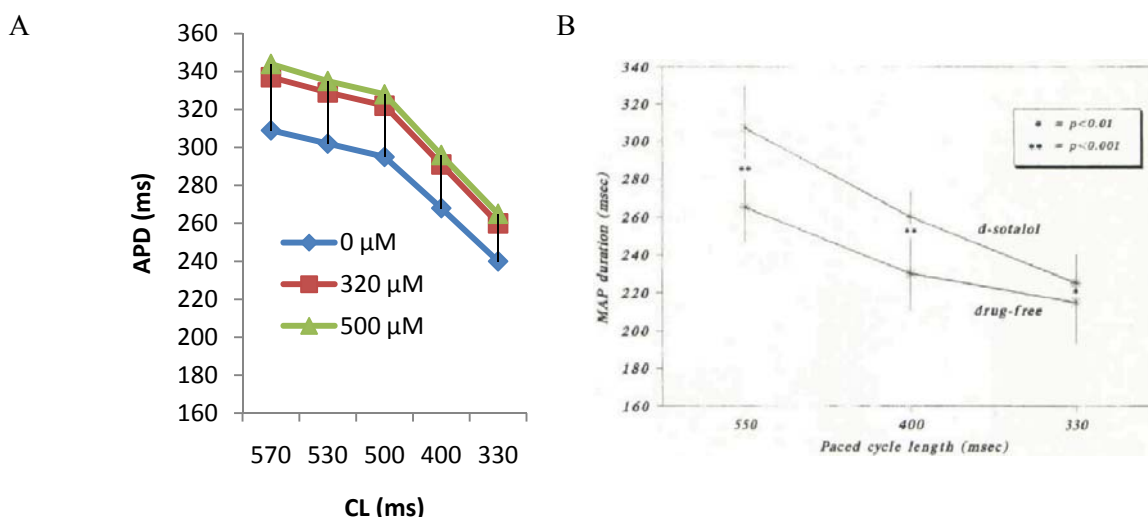 A
360
340
320
300
280
260
240
220
200
180
160
APD (ms)
0 µM
320 µM
500 µM
570 530 500 400 330
CL (ms)
B
340
320
300
280
260
240
220
200
180
160
MAP duration (msec)
* = p<0.01
** = p<0.001
**
**
*
d-sotalol
drug-free
550 400 330
Paced cycle length (msec)